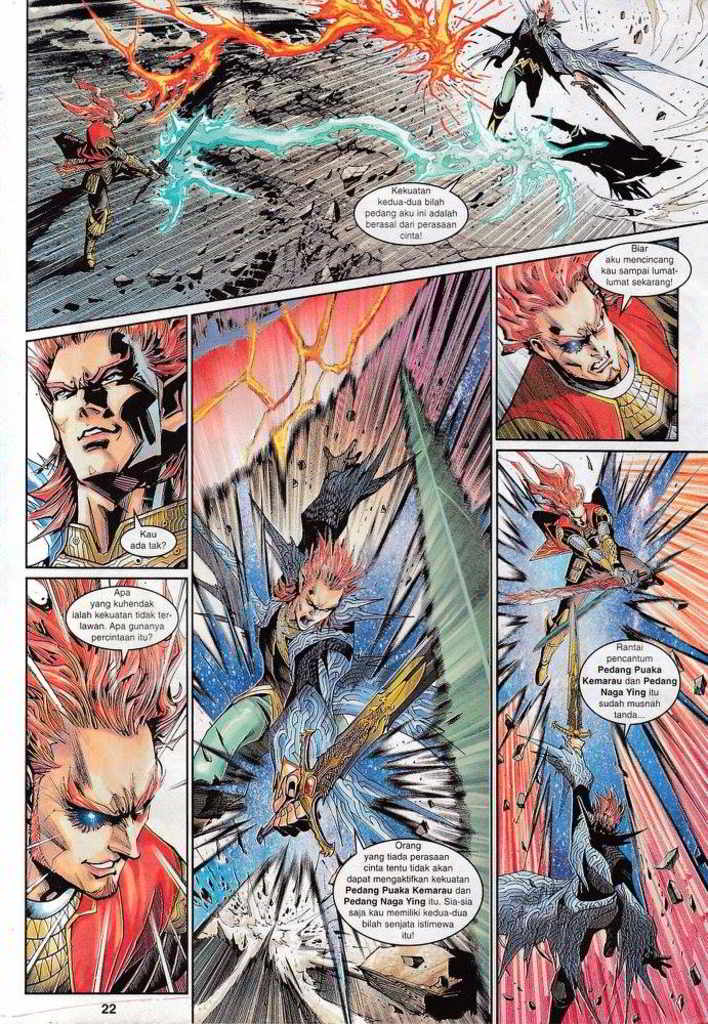 Kekuatan
kedua-dua bilah
pedang aku ini adalah
berasal dari perasaan
cinta!
Biar
aku mencincang
kau sampai lumat-
lumat sekarang!
Kau
ada tak?
Apa
yang kuhendak
ialah kekuatan tidak ter-
lawan. Apa gunanya
percintaan itu?
Orang
yang tiada perasaan
cinta tentu tidak akan
dapat mengaktifkan kekuatan
Pedang Puaka Kemarau dan
Pedang Naga Ying itu. Sia-sia
saja kau memiliki kedua-dua
bilah senjata istimewa
itu!
Rantai
pencantum
Pedang Puaka
Kemarau dan Pedang
Naga Ying itu
sudah musnah
tanda...
22